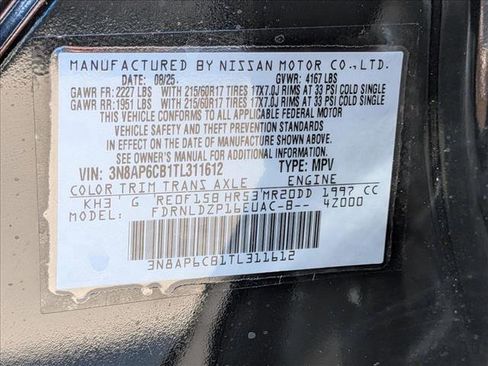 MANUFACTURED BY NISSAN MOTOR CO.,LTD.
DATE: 08/25 GVWR: 4167 LBS
GAWR FR: 2227 LBS WITH 215/60R17 TIRES 17X7.0J RIMS AT 33 PSI COLD SINGLE
GAWR RR: 1951 LBS WITH 215/60R17 TIRES 17X7.0J RIMS AT 33 PSI COLD SINGLE
THIS VEHICLE CONFORMS TO ALL APPLICABLE FEDERAL MOTOR
VEHICLE SAFETY AND THEFT PREVENTION STANDARDS
IN EFFECT ON THE DATE OF MANUFACTURE SHOWN ABOVE.
SEE OWNER'S MANUAL FOR ADDITIONAL INFORMATION
VIN: 3N8AP6CB1TL311612 TYPE: MPV
COLOR TRIM TRANS AXLE ENGINE
KH3 G RE0F15B HR53 MR20DD 1997 CC
MODEL: FDRNLDZP16EUAC-B-- 4Z000
3N8AP6CB1TL311612